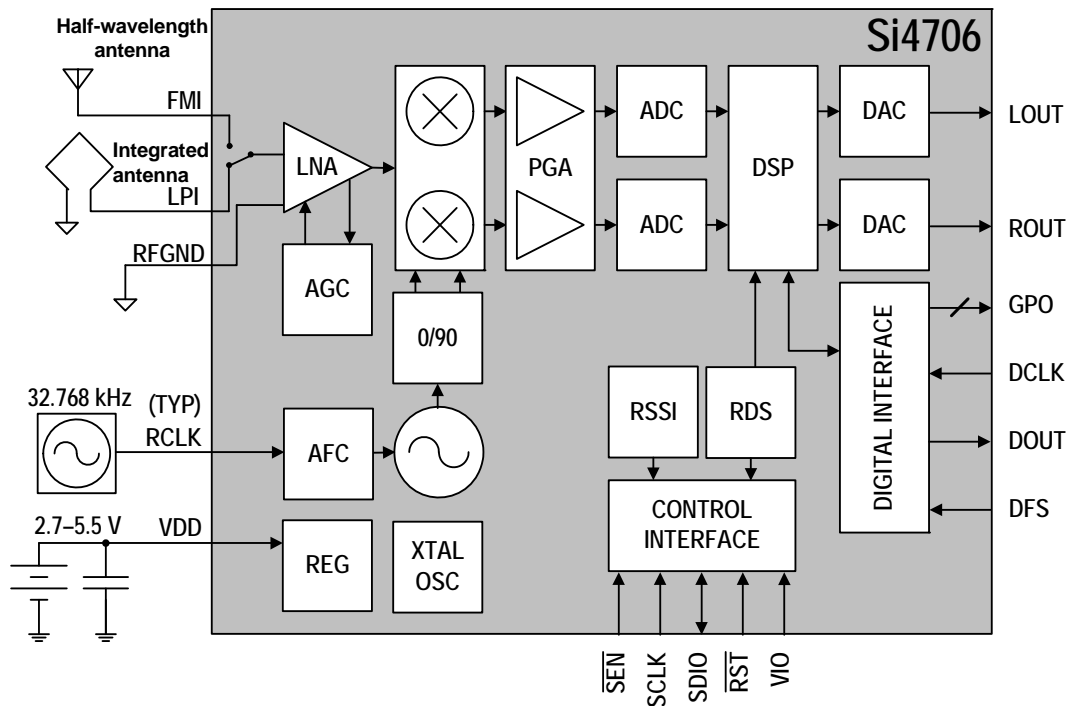 Si4706
Half-wavelength
antenna
FMI
Integrated
antenna
LPI
RFGND
LNA
AGC
0/90
PGA
ADC
ADC
DSP
DAC
DAC
LOUT
ROUT
GPO
DCLK
DOUT
DFS
DIGITAL INTERFACE
32.768 kHz
(TYP)
RCLK
AFC
RSSI
RDS
2.7–5.5 V
VDD
REG
XTAL
OSC
CONTROL
INTERFACE
SEN
SCLK
SDIO
RST
VIO